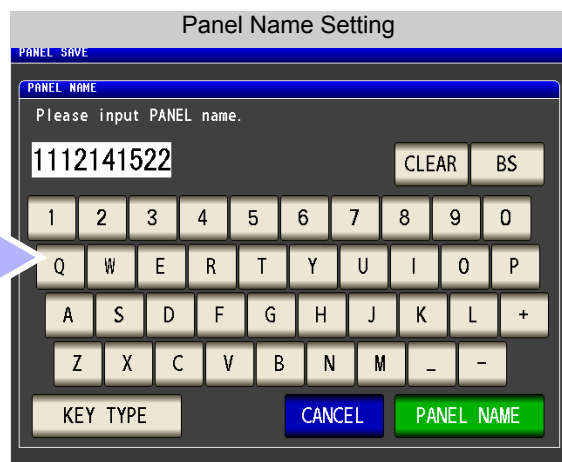 Panel Name Setting
PANEL SAVE
PANEL NAME
Please input PANEL name.
1112141522
CLEAR BS
1 2 3 4 5 6 7 8 9 0
Q W E R T Y U I O P
A S D F G H J K L +
Z X C V B N M _ -
KEY TYPE CANCEL PANEL NAME